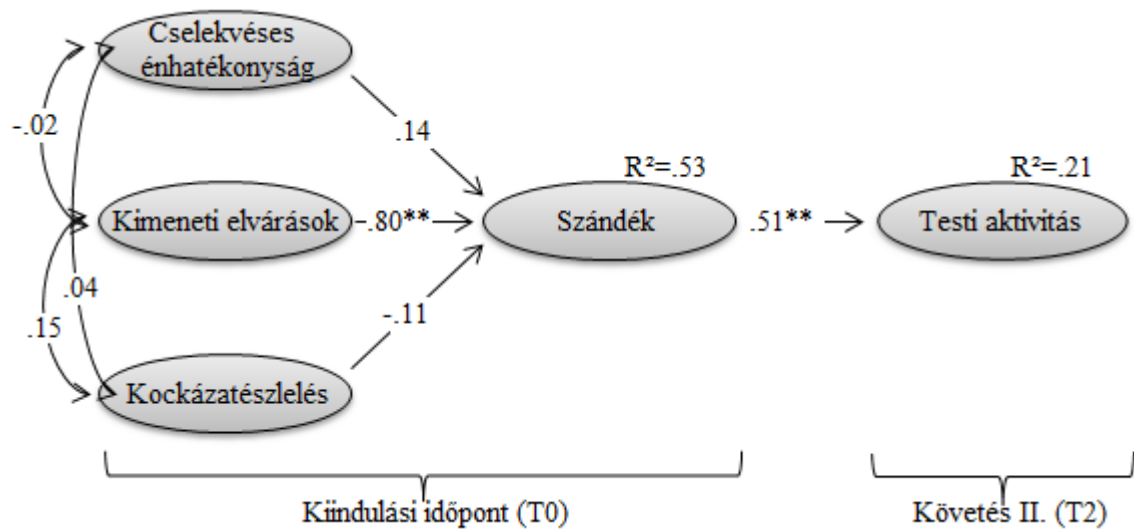 Cselekvéses
énhatékonyság
-.02
.14
R²=.53
R²=.21
Kimeneti elvárások
-.80**
Szándék
.51**
Testi aktivitás
.04
.15
-.11
Kockázatészlelés
Kiindulási időpont (T0)
Követés II. (T2)